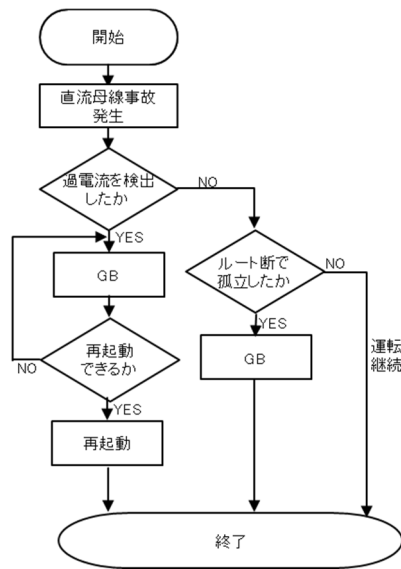 開始
直流母線事故
発生
過電流を検出
したか
NO
YES
GB
ルート断で
孤立したか
NO
YES
GB
運転
継続
再起動
できるか
NO
YES
再起動
終了